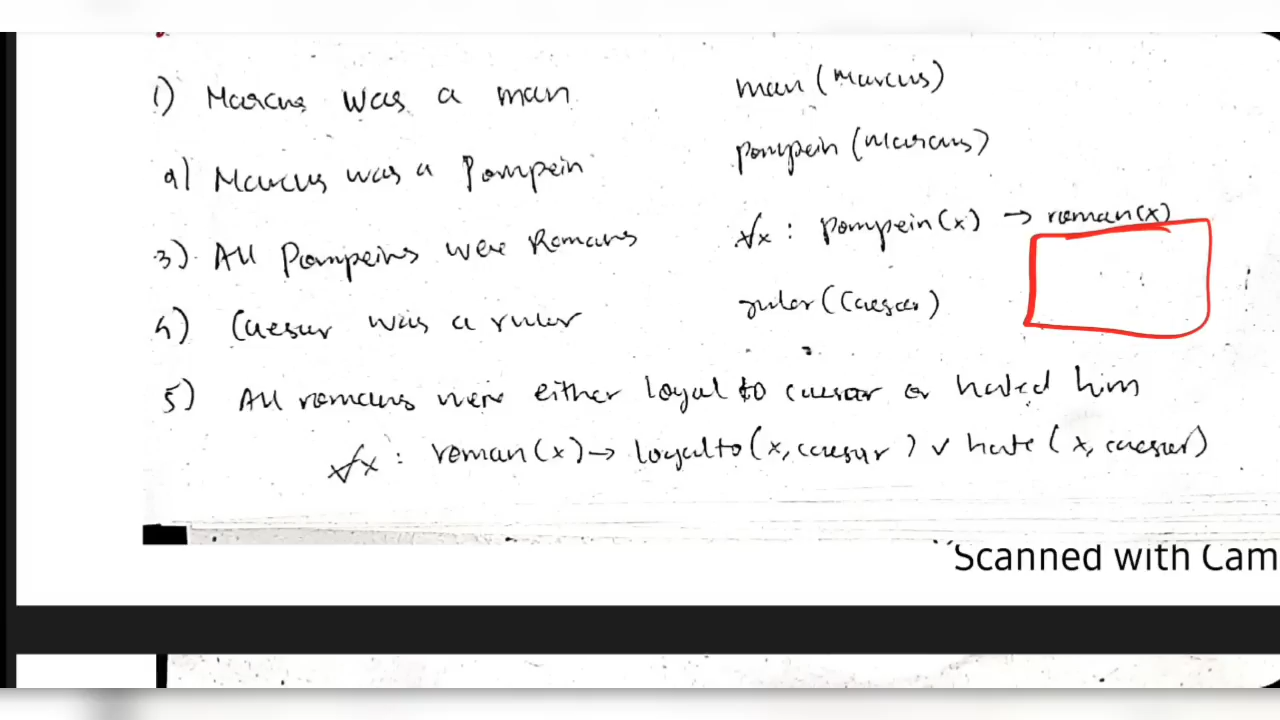 1) Marcus was a man man (Marcus)
2) Marcus was a Pompein pompein (Marcus)
3) All Pompeins were Romans ∀x : pompein(x) → roman(x)
4) Caesar was a ruler ruler (Caesar)
5) All romans were either loyal to caesar or hated him
∀x : roman(x) → loyalto (x, caesar) ∨ hate (x, caesar)
Scanned with Cam